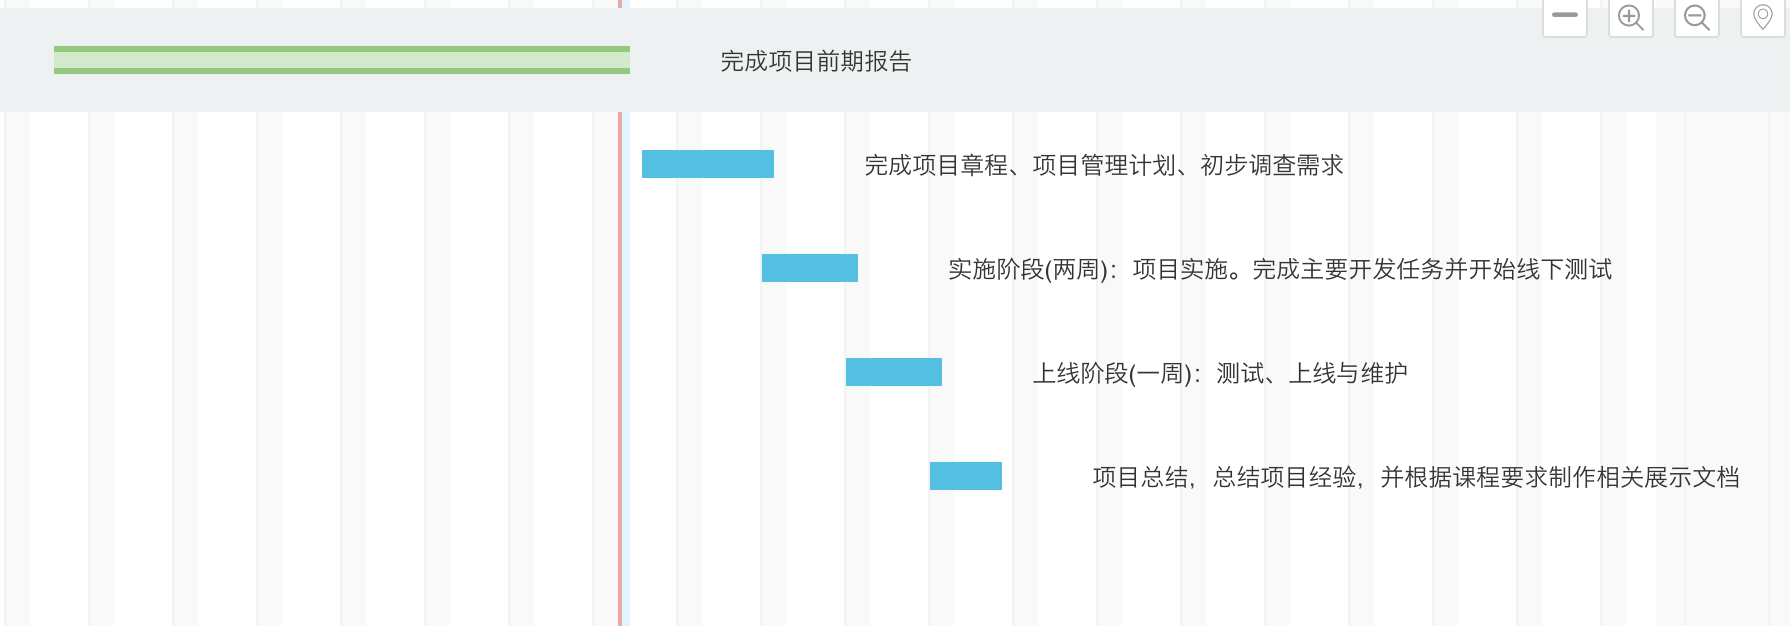 完成项目前期报告
完成项目章程、项目管理计划、初步调查需求
实施阶段(两周)：项目实施。完成主要开发任务并开始线下测试
上线阶段(一周)：测试、上线与维护
项目总结，总结项目经验，并根据课程要求制作相关展示文档